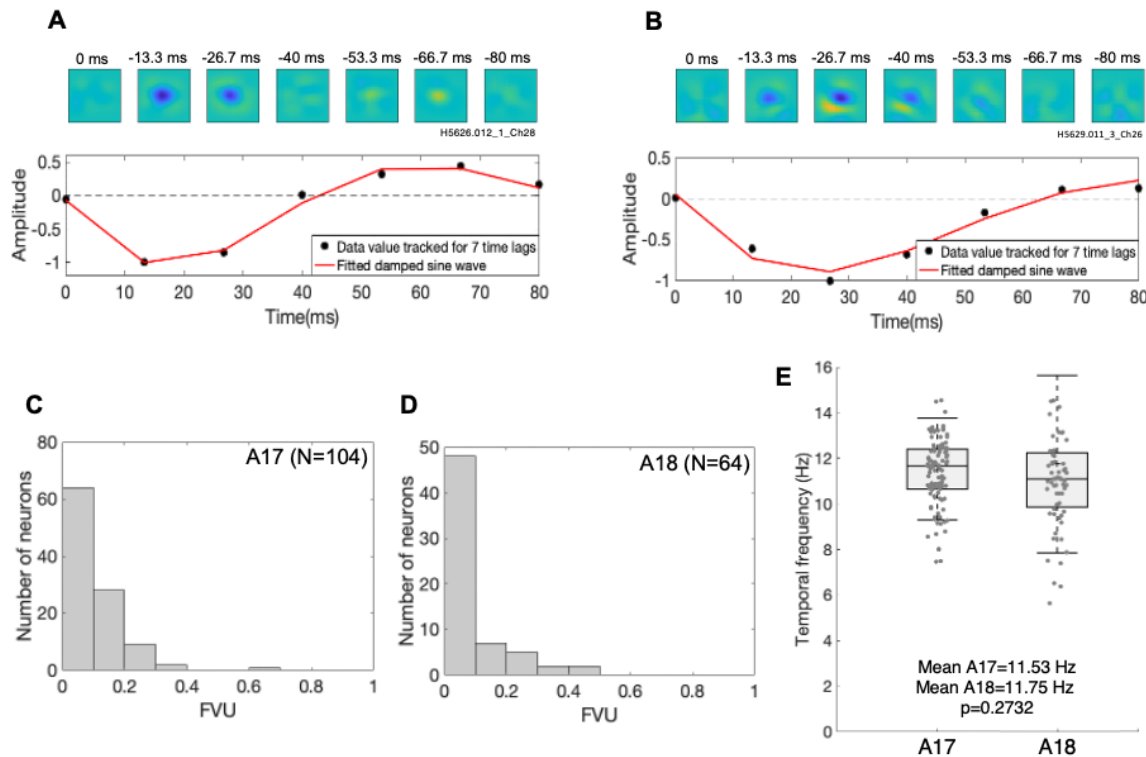 A
0 ms -13.3 ms -26.7 ms -40 ms -53.3 ms -66.7 ms -80 ms
H5626.012_1_Ch28
0.5
0
-0.5
-1
Amplitude
Data value tracked for 7 time lags
Fitted damped sine wave
0 10 20 30 40 50 60 70 80
Time(ms)
B
0 ms -13.3 ms -26.7 ms -40 ms -53.3 ms -66.7 ms -80 ms
H5629.011_3_Ch26
0.5
0
-0.5
-1
Amplitude
Data value tracked for 7 time lags
Fitted damped sine wave
0 10 20 30 40 50 60 70 80
Time(ms)
C
A17 (N=104)
80
60
40
20
0
Number of neurons
0 0.2 0.4 0.6 0.8 1
FVU
D
A18 (N=64)
50
40
30
20
10
0
Number of neurons
0 0.2 0.4 0.6 0.8 1
FVU
E
16
14
12
10
8
6
4
2
0
Temporal frequency (Hz)
Mean A17=11.53 Hz
Mean A18=11.75 Hz
p=0.2732
A17 A18